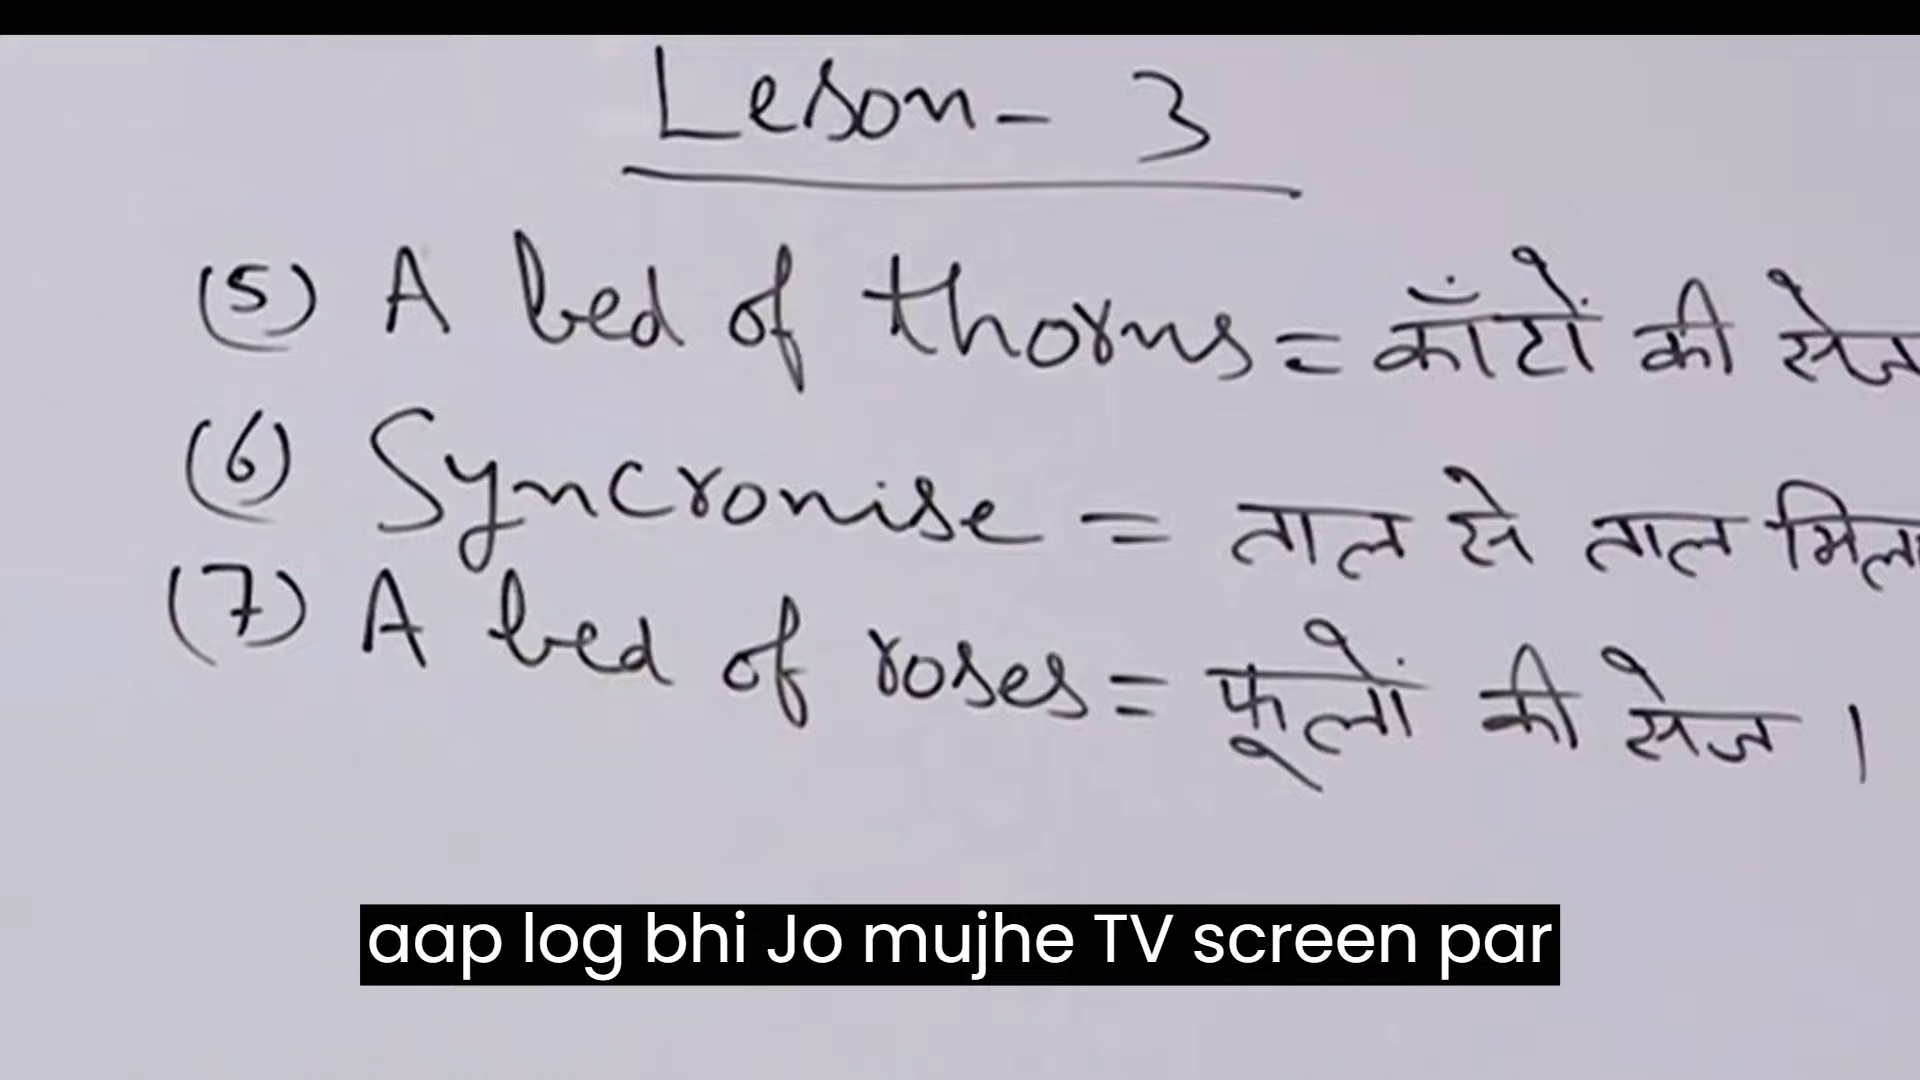 Leson - 3
(5) A bed of thorns = काँटों की सेज
(6) Syncronise = ताल से ताल मिला
(7) A bed of roses = फूलों की सेज ।
aap log bhi Jo mujhe TV screen par